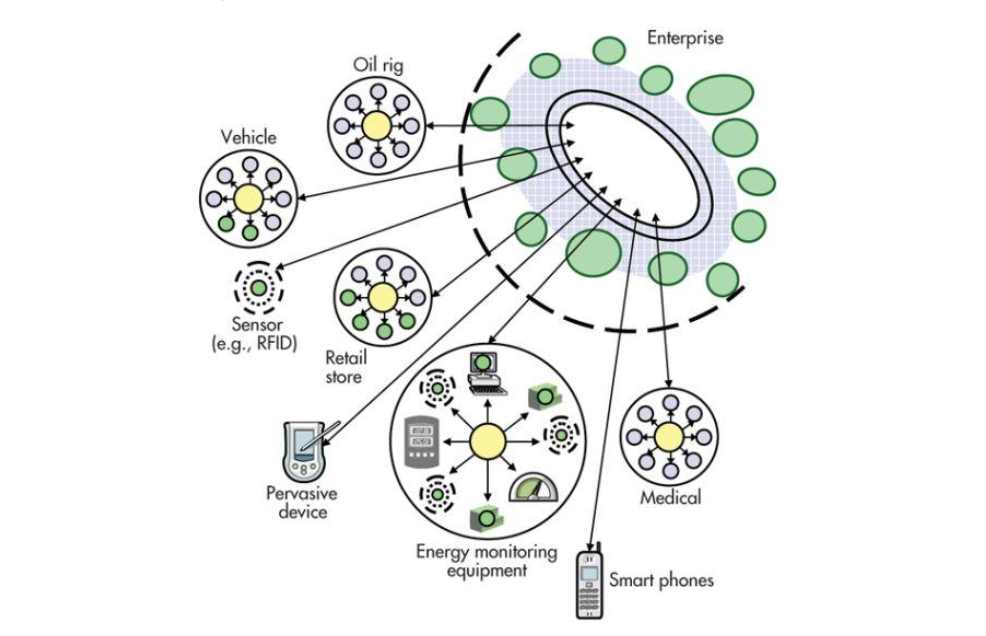 Enterprise
Oil rig
Vehicle
Sensor
(e.g., RFID)
Retail
store
Pervasive
device
Energy monitoring
equipment
Medical
Smart phones